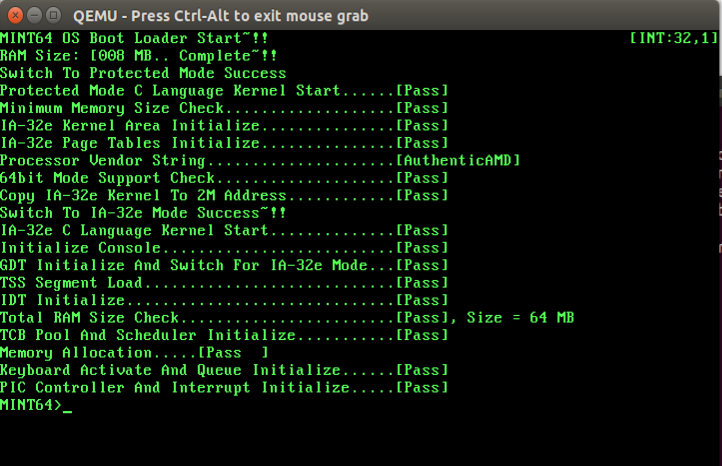 QEMU - Press Ctrl-Alt to exit mouse grab
MINT64 OS Boot Loader Start~!! [INT:32,1]
RAM Size: [008 MB.. Complete~!!
Switch To Protected Mode Success
Protected Mode C Language Kernel Start......[Pass]
Minimum Memory Size Check...................[Pass]
IA-32e Kernel Area Initialize...............[Pass]
IA-32e Page Tables Initialize...............[Pass]
Processor Vendor String.....................[AuthenticAMD]
64bit Mode Support Check....................[Pass]
Copy IA-32e Kernel To 2M Address............[Pass]
Switch To IA-32e Mode Success~!!
IA-32e C Language Kernel Start..............[Pass]
Initialize Console..........................[Pass]
GDT Initialize And Switch For IA-32e Mode...[Pass]
TSS Segment Load............................[Pass]
IDT Initialize..............................[Pass]
Total RAM Size Check........................[Pass], Size = 64 MB
TCB Pool And Scheduler Initialize...........[Pass]
Memory Allocation.....[Pass  ]
Keyboard Activate And Queue Initialize......[Pass]
PIC Controller And Interrupt Initialize.....[Pass]
MINT64>_